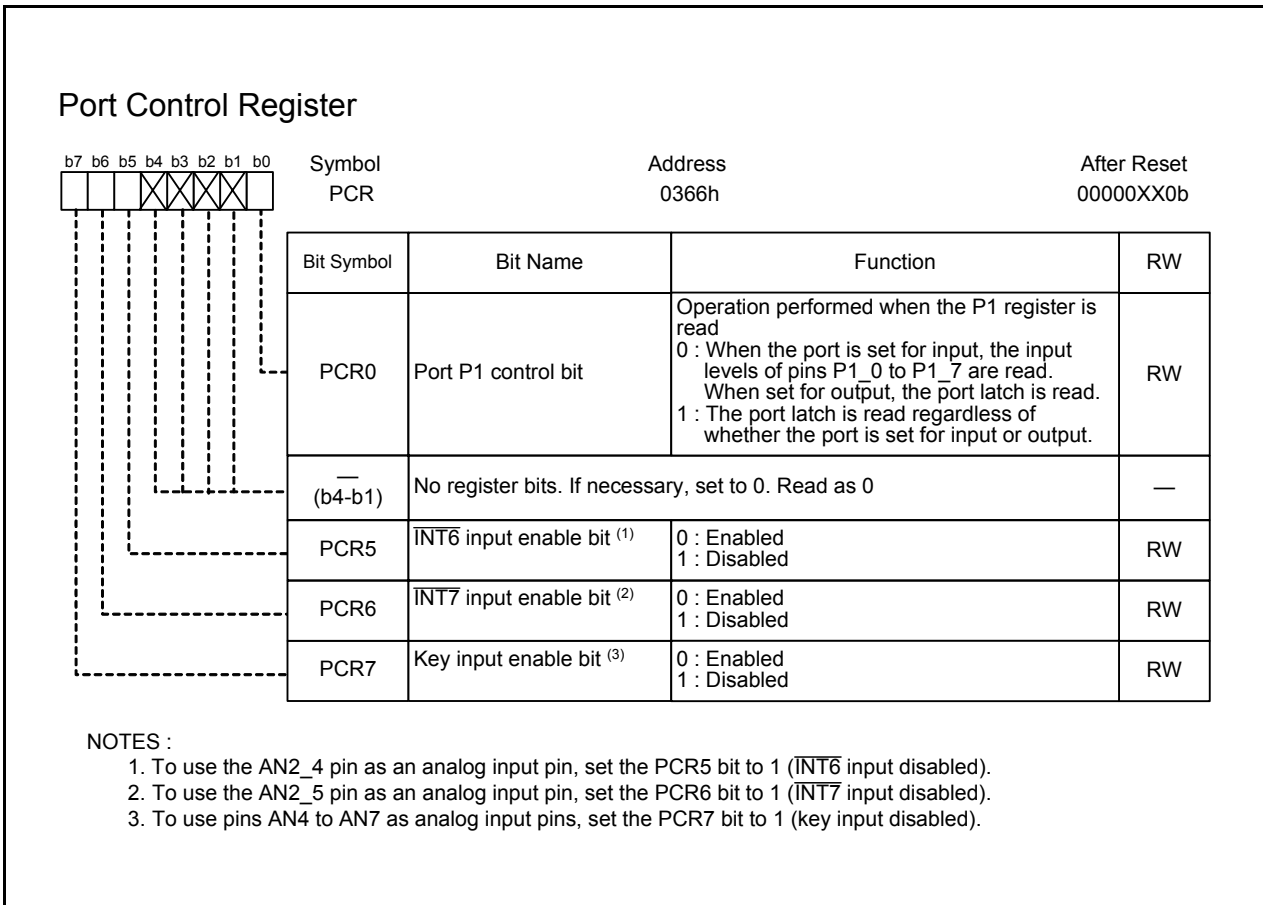 Port Control Register
b7 b6 b5 b4 b3 b2 b1 b0
Symbol Address After Reset
PCR 0366h 00000XX0b
Bit Symbol Bit Name Function RW
PCR0 Port P1 control bit
Operation performed when the P1 register is
read
0 : When the port is set for input, the input
levels of pins P1_0 to P1_7 are read.
When set for output, the port latch is read.
1 : The port latch is read regardless of
whether the port is set for input or output.
RW
—
(b4-b1)
No register bits. If necessary, set to 0. Read as 0
—
PCR5 I̅N̅T̅6̅ input enable bit (1)
0 : Enabled
1 : Disabled
RW
PCR6 I̅N̅T̅7̅ input enable bit (2)
0 : Enabled
1 : Disabled
RW
PCR7 Key input enable bit (3)
0 : Enabled
1 : Disabled
RW
NOTES :
1. To use the AN2_4 pin as an analog input pin, set the PCR5 bit to 1 (I̅N̅T̅6̅ input disabled).
2. To use the AN2_5 pin as an analog input pin, set the PCR6 bit to 1 (I̅N̅T̅7̅ input disabled).
3. To use pins AN4 to AN7 as analog input pins, set the PCR7 bit to 1 (key input disabled).